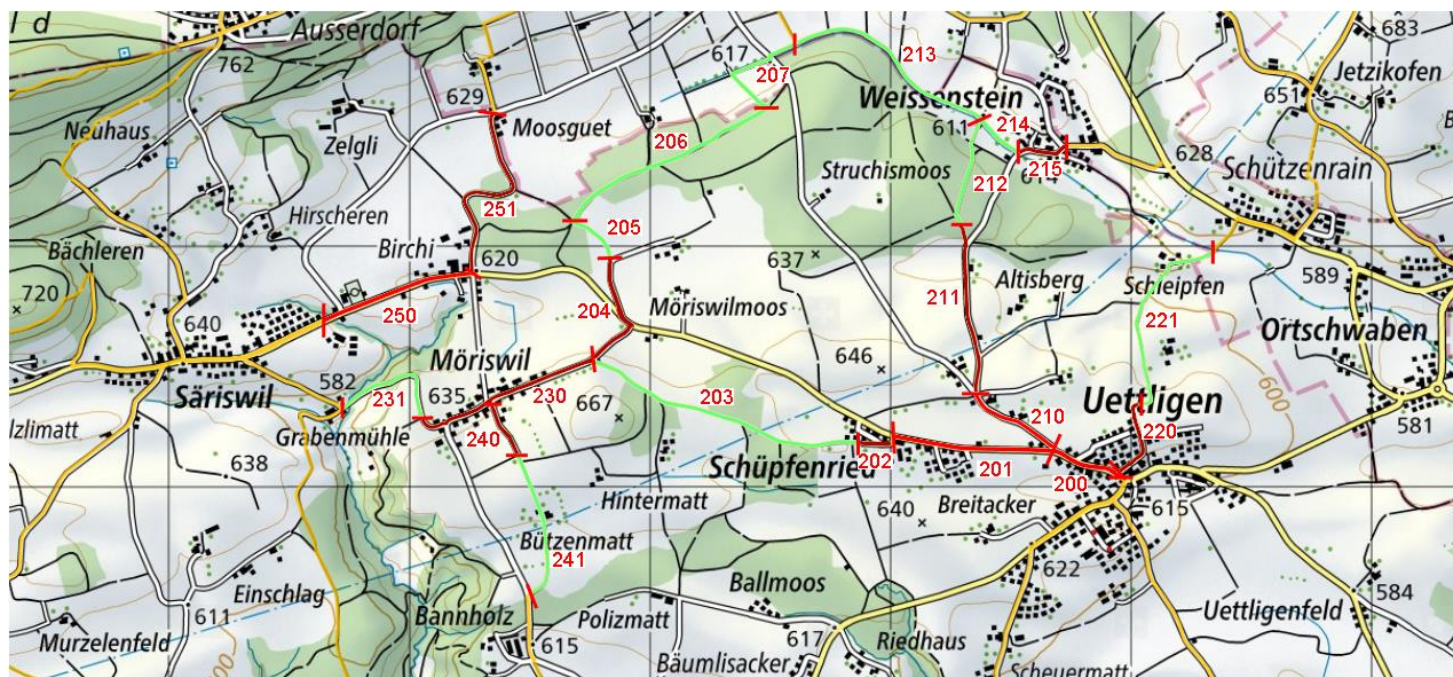 l d
Ausserdorf
683
617
207
213
762
Jetzikofen
629
Weissenstein
651
Neuhaus
Moosguet
611
214
Zelgli
206
628
Schützenrain
Struchismoos
212
215
614
251
Hirscheren
205
Bächleren
Birchi
620
637
Altisberg
589
720
Schleipfen
211
204
Möriswilmoos
250
221
640
Ortschwaben
Möriswil
646
582
231
635
230
Uettligen
600
Säriswil
667
203
210
581
lzlimatt
Grabenmühle
240
220
638
Schüpfenried
202
201
200
Hintermatt
640
Breitacker
615
Bützenmatt
241
622
Ballmoos
584
Einschlag
Bannholz
Polizmatt
Uettligenfeld
611
617
Riedhaus
Murzelenfeld
600
615
Bäumlisacker
Scheuermatt